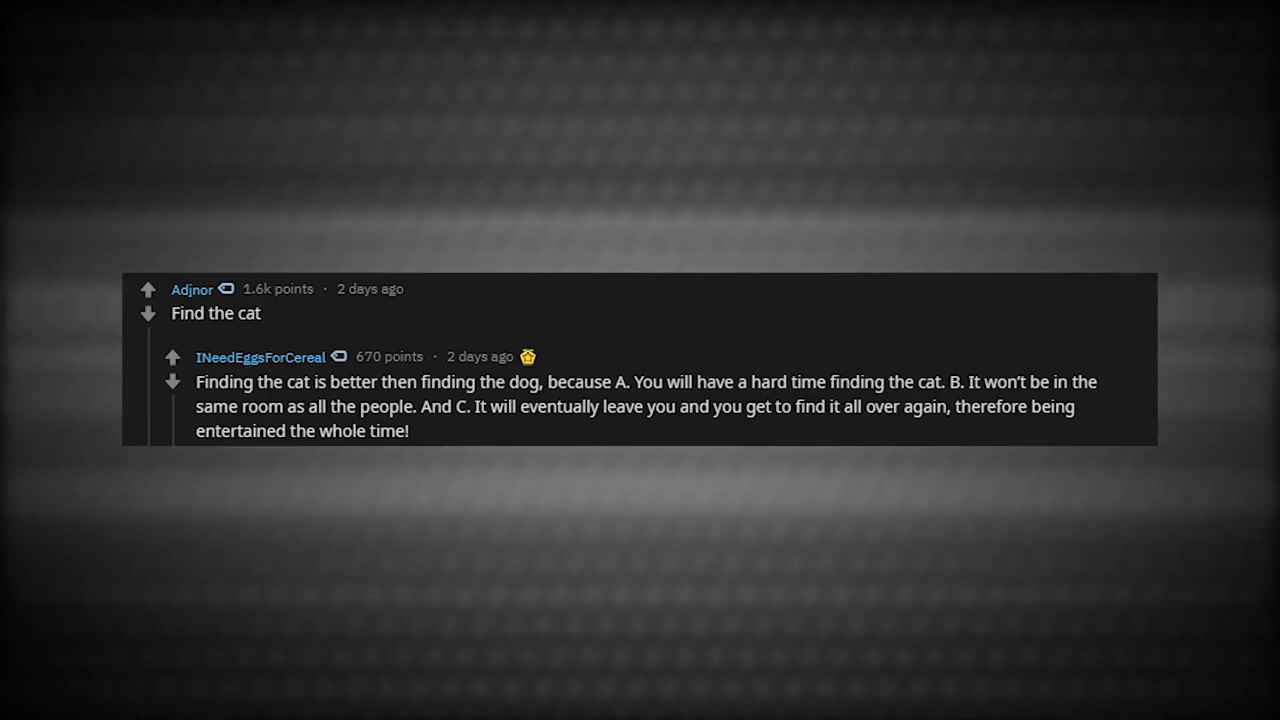 Adjnor 1.6k points · 2 days ago
Find the cat
INeedEggsForCereal 670 points · 2 days ago
Finding the cat is better then finding the dog, because A. You will have a hard time finding the cat. B. It won’t be in the
same room as all the people. And C. It will eventually leave you and you get to find it all over again, therefore being
entertained the whole time!